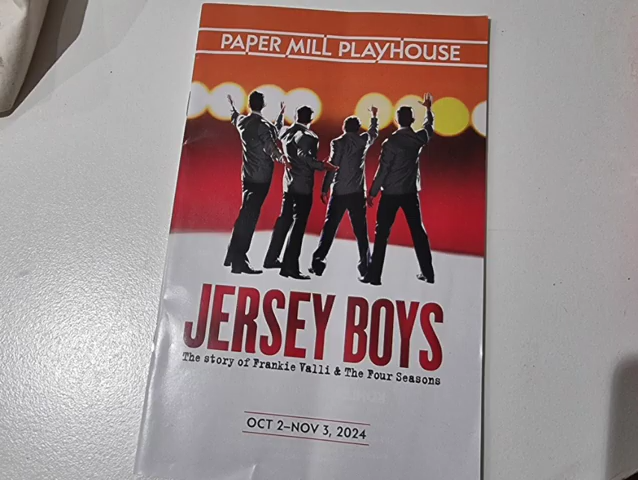 PAPER MILL PLAYHOUSE
JERSEY BOYS
The story of Frankie Valli & The Four Seasons
OCT 2–NOV 3, 2024